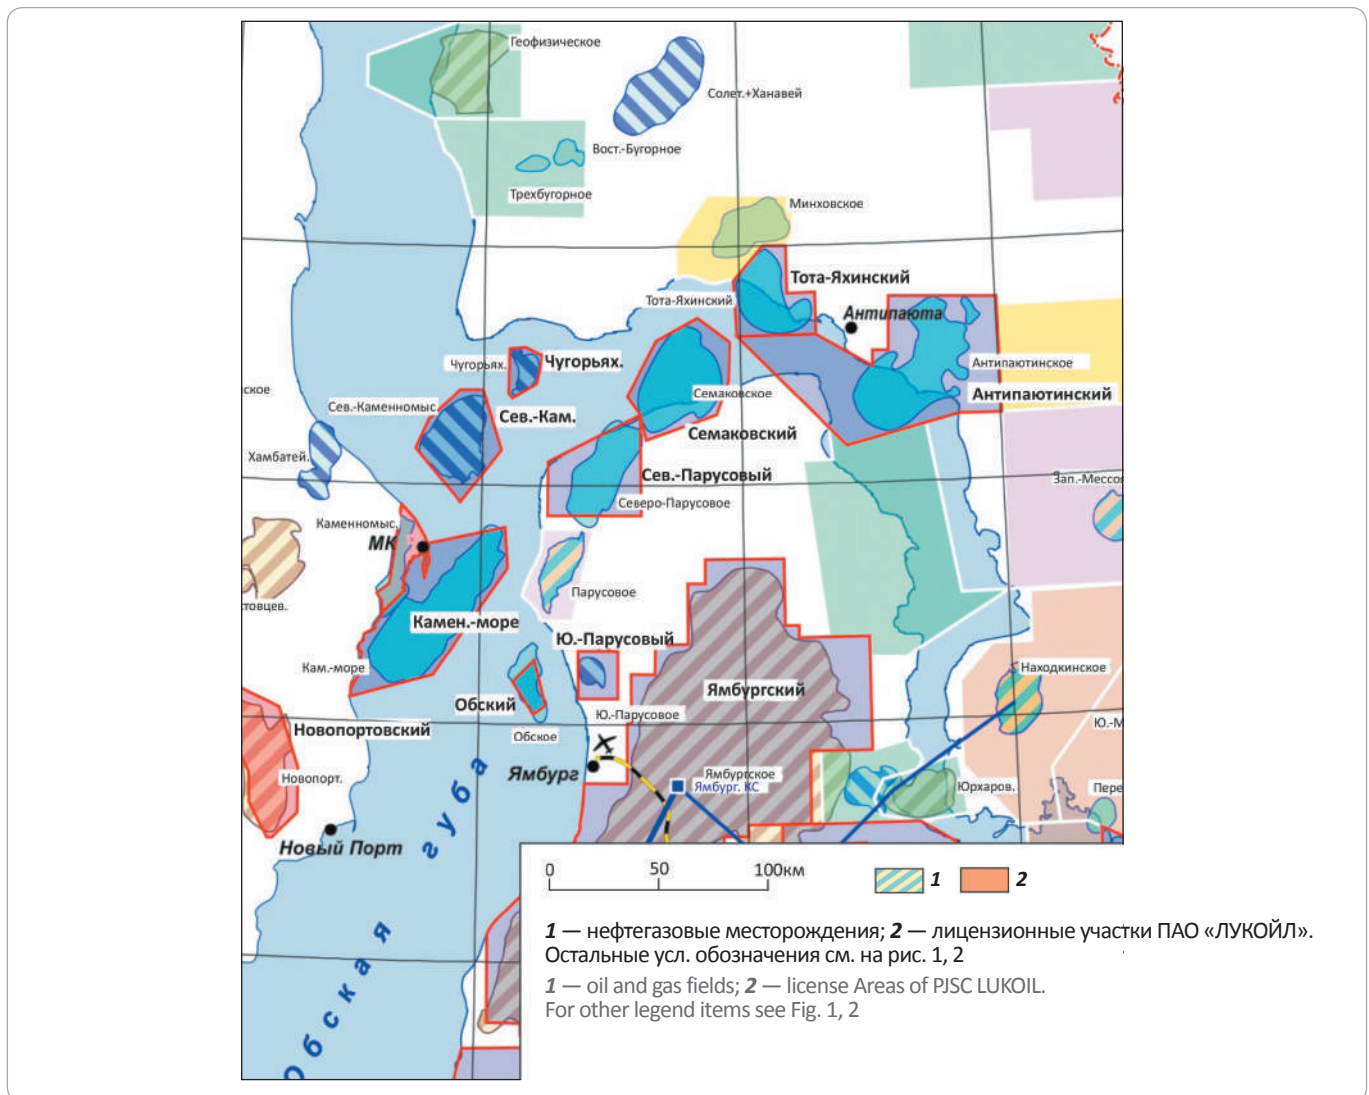 Геофизическое
Солет.+Ханавей
Вост.-Бугорное
Трехбугорное
Минховское
Тота-Яхинский
Тота-Яхинский
Антипаюта
Чугорьях.
Чугорьях.
Антипаютинское
Антипаютинский
Семаковское
Сев.-Каменномыс.
Сев.-Кам.
Семаковский
Хамбатей.
Сев.-Парусовый
Северо-Парусовое
Зап.-Мессо
ское
Каменномыс.
МК
Парусовое
товцев.
Камен.-море
Ю.-Парусовый
Кам.-море
Находкинское
Ямбургский
Обский
Ю.-Парусовое
Ю.-М
Новопортовский
Обское
Ямбург
Ямбургское
Ямбург. КС
Новопорт.
Юрхаров.
Пере
Новый Порт
Обская губа
0 50 100км
1 2
1 — нефтегазовые месторождения; 2 — лицензионные участки ПАО «ЛУКОЙЛ».
Остальные усл. обозначения см. на рис. 1, 2
1 — oil and gas fields; 2 — license Areas of PJSC LUKOIL.
For other legend items see Fig. 1, 2